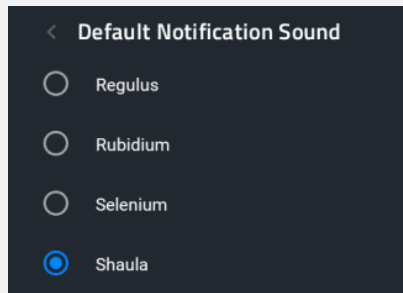 Default Notification Sound
Regulus
Rubidium
Selenium
Shaula